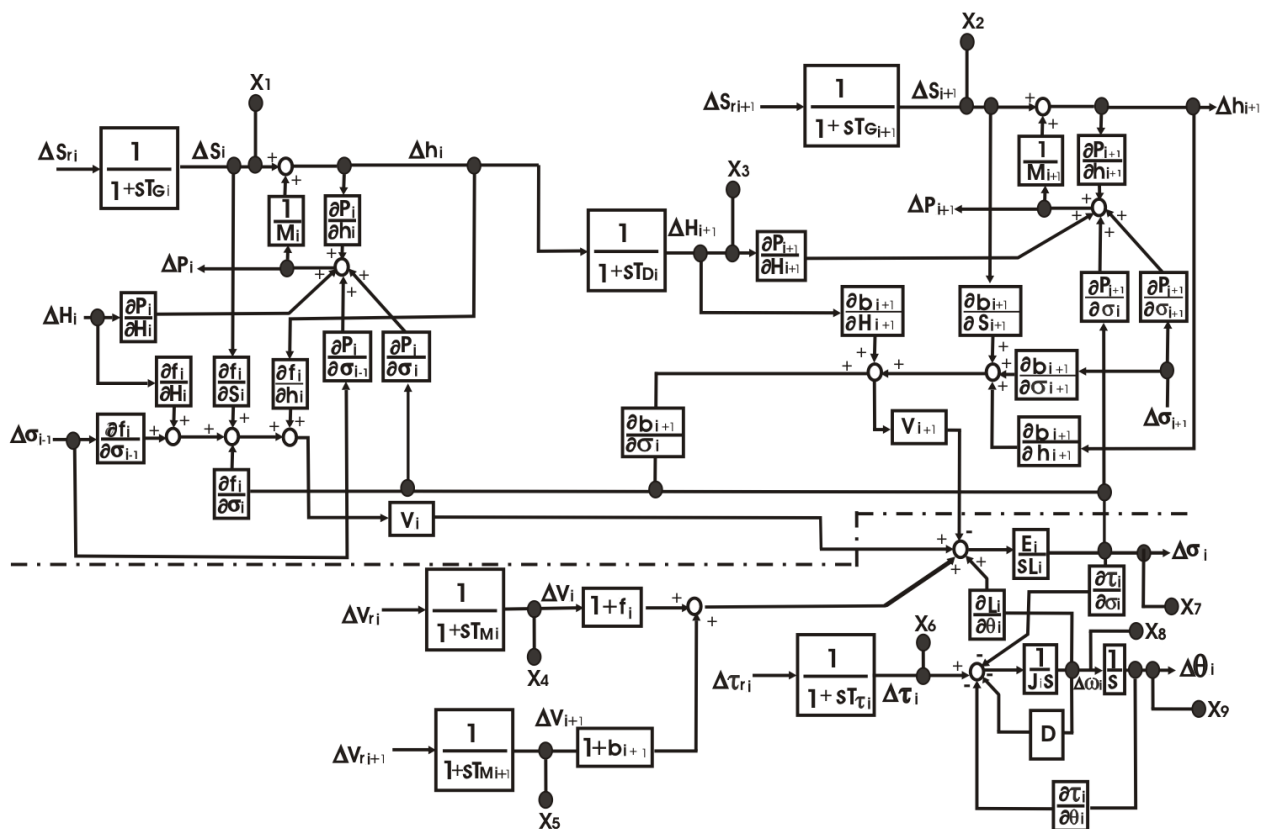 X₂
ΔSᵣᵢ₊₁
1
1+sT_Gᵢ₊₁
ΔSᵢ₊₁
+
+
Δhᵢ₊₁
X₁
ΔSᵣᵢ
1
1+sT_Gᵢ
ΔSᵢ
+
+
Δhᵢ
1
Mᵢ
∂Pᵢ
∂hᵢ
1
Mᵢ₊₁
∂Pᵢ₊₁
∂hᵢ₊₁
X₃
ΔPᵢ₊₁
+
+
+
+
ΔPᵢ
+
+
+
+
1
1+sT_Dᵢ
ΔHᵢ₊₁
∂Pᵢ₊₁
∂Hᵢ₊₁
ΔHᵢ
∂Pᵢ
∂Hᵢ
∂bᵢ₊₁
∂Hᵢ₊₁
∂bᵢ₊₁
∂Sᵢ₊₁
∂Pᵢ₊₁
∂σᵢ
∂Pᵢ₊₁
∂σᵢ₊₁
∂fᵢ
∂Hᵢ
∂fᵢ
∂Sᵢ
∂fᵢ
∂hᵢ
∂Pᵢ
∂σᵢ₋₁
∂Pᵢ
∂σᵢ
+
+
+
+
+
∂bᵢ₊₁
∂σᵢ₊₁
Δσᵢ₊₁
Δσᵢ₋₁
∂fᵢ
∂σᵢ₋₁
+
+
+
+
+
+
+
∂bᵢ₊₁
∂σᵢ
Vᵢ₊₁
∂bᵢ₊₁
∂hᵢ₊₁
∂fᵢ
∂σᵢ
Vᵢ
-
+
+
+
Eᵢ
sLᵢ
Δσᵢ
∂τᵢ
∂σᵢ
X₇
ΔVᵣᵢ
1
1+sT_Mᵢ
ΔVᵢ
1+fᵢ
+
+
∂Lᵢ
∂θᵢ
X₄
X₆
X₈
Δτᵣᵢ
1
1+sT_τᵢ
Δτᵢ
+
-
-
-
1
Jᵢs
Δωᵢ
1
s
Δθᵢ
X₉
D
ΔVᵣᵢ₊₁
1
1+sT_Mᵢ₊₁
ΔVᵢ₊₁
1+bᵢ₊₁
X₅
∂τᵢ
∂θᵢ